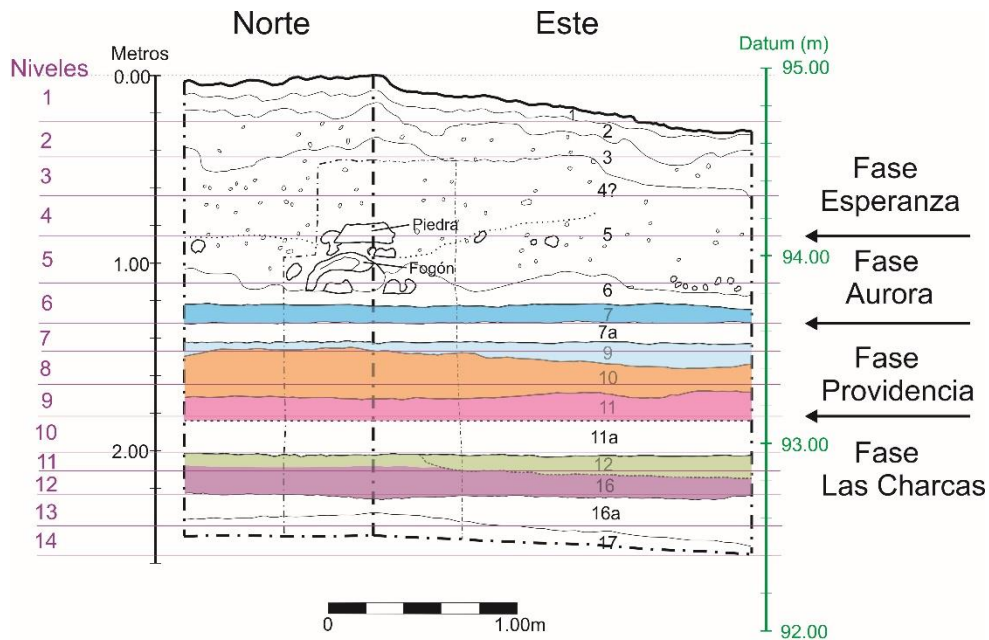 Norte
Este
Metros
Datum (m)
Niveles
0.00
95.00
1
1
2
2
3
3
4?
Fase
Esperanza
4
Piedra
5
94.00
5
1.00
Fogón
Fase
Aurora
6
6
7
7a
7
9
8
10
Fase
Providencia
9
11
10
11a
93.00
2.00
11
12
Fase
Las Charcas
12
16
13
16a
14
17
0
1.00m
92.00